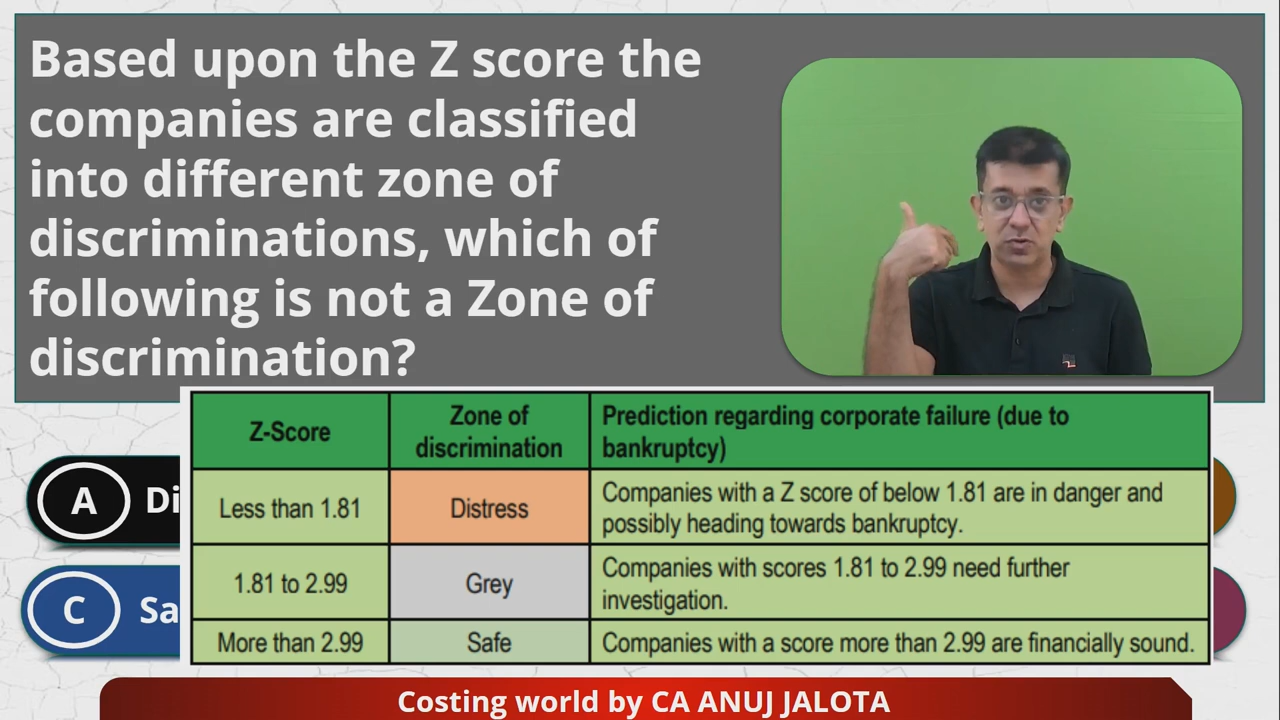 Based upon the Z score the
companies are classified
into different zone of
discriminations, which of
following is not a Zone of
discrimination?
Z-Score
Zone of
discrimination
Prediction regarding corporate failure (due to
bankruptcy)
A Di
Less than 1.81
Distress
Companies with a Z score of below 1.81 are in danger and
possibly heading towards bankruptcy.
1.81 to 2.99
Grey
Companies with scores 1.81 to 2.99 need further
investigation.
C Sa
More than 2.99
Safe
Companies with a score more than 2.99 are financially sound.
Costing world by CA ANUJ JALOTA